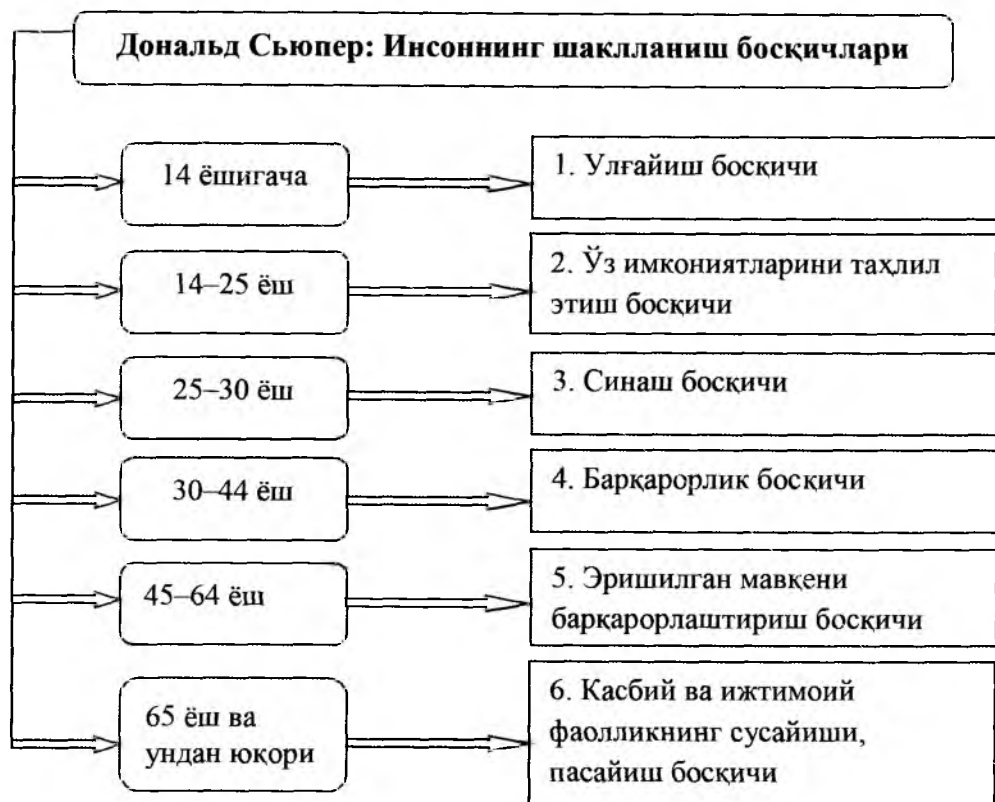 Дональд Сьюпер: Инсоннинг шаклланиш босқичлари
14 ёшигача
1. Улғайиш босқичи
14–25 ёш
2. Ўз имкониятларини таҳлил
этиш босқичи
25–30 ёш
3. Синаш босқичи
30–44 ёш
4. Барқарорлик босқичи
45–64 ёш
5. Эришилган мавқени
барқарорлаштириш босқичи
65 ёш ва
ундан юқори
6. Касбий ва ижтимоий
фаолликнинг сусайиши,
пасайиш босқичи